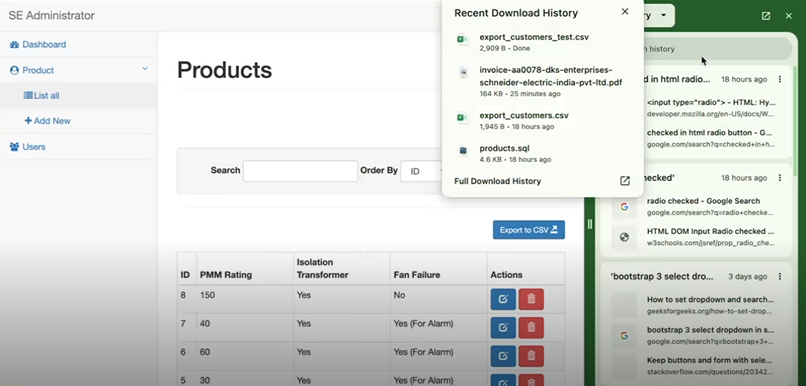 SE Administrator
Dashboard
Product
List all
Add New
Users
Products
Search
Order By
ID
Export to CSV
ID PMM Rating Isolation Transformer Fan Failure Actions
8 150 Yes No
7 40 Yes Yes (For Alarm)
6 60 Yes Yes (For Alarm)
5 30 Yes Yes (For Alarm)
Recent Download History
export_customers_test.csv
2,909 B • Done
invoice-aa0078-dks-enterprises-
schneider-electric-india-pvt-ltd.pdf
164 KB • 25 minutes ago
export_customers.csv
1,945 B • 18 hours ago
products.sql
4.6 KB • 18 hours ago
Full Download History
history
in html radio... 18 hours ago
<input type="radio"> - HTML: Hy...
developer.mozilla.org/en-US/docs/W...
checked in html radio button - G...
google.com/search?q=checked+in+h...
18 hours ago
radio checked - Google Search
google.com/search?q=radio+checke...
HTML DOM Input Radio checked ...
w3schools.com/jsref/prop_radio_che...
'bootstrap 3 select dro... 3 days ago
How to set dropdown and search...
geeksforgeeks.org/how-to-set-drop...
bootstrap 3 select dropdown in s...
google.com/search?q=bootstrap+3+...
Keep buttons and form with sele...
stackoverflow.com/questions/20342...